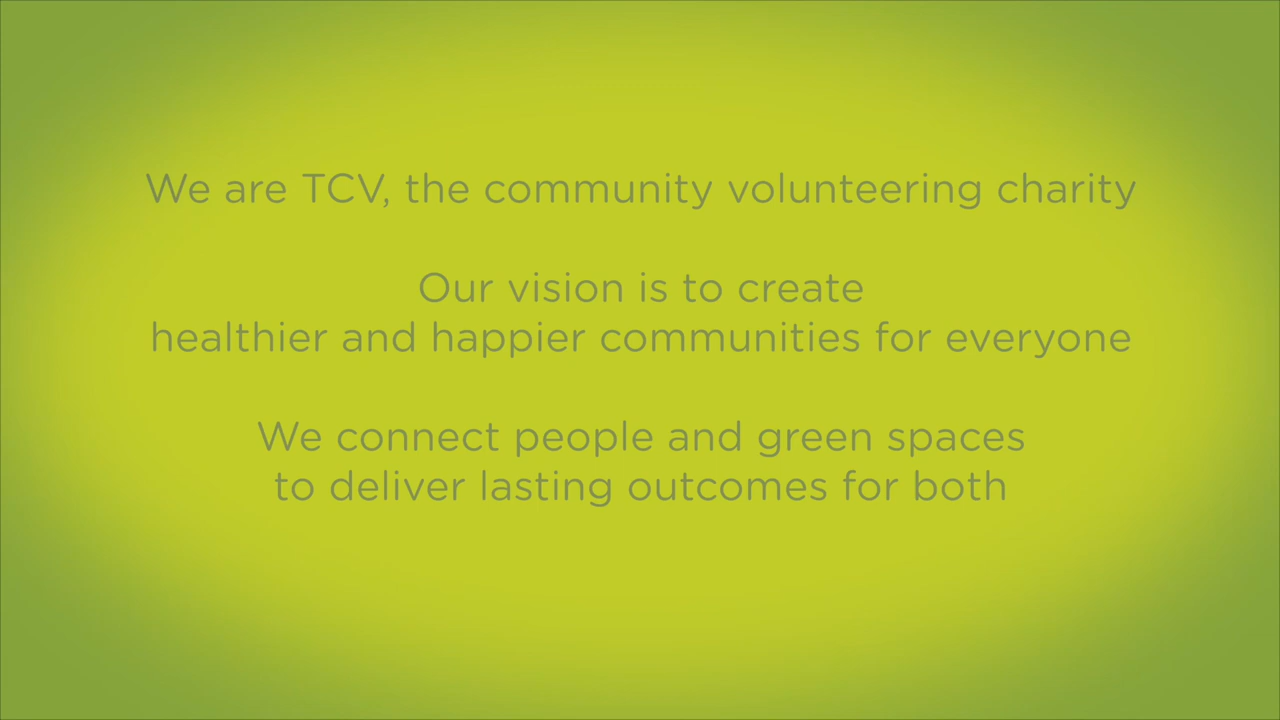 We are TCV, the community volunteering charity
Our vision is to create
healthier and happier communities for everyone
We connect people and green spaces
to deliver lasting outcomes for both